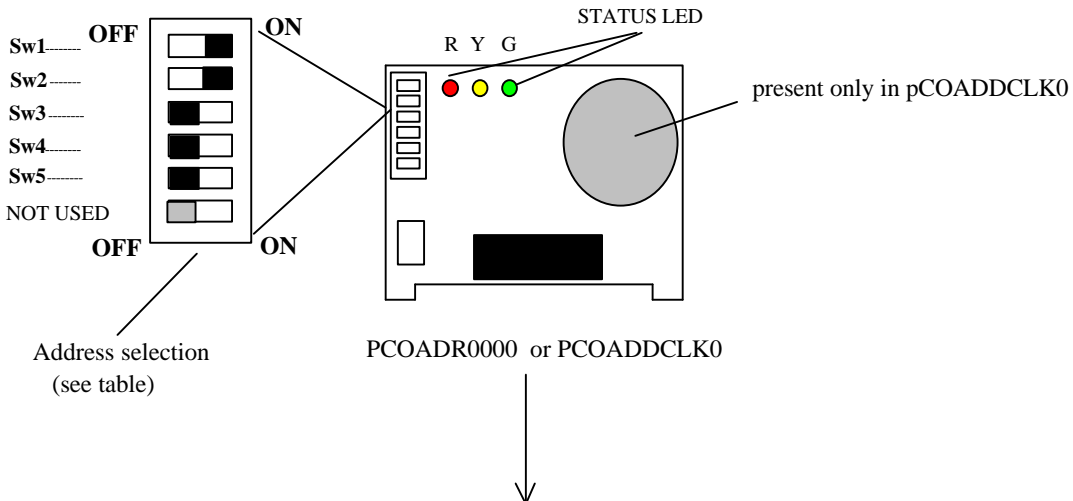 STATUS LED
OFF ON
Sw1--------
R Y G
Sw2--------
present only in pCOADDCLK0
Sw3--------
Sw4--------
Sw5--------
NOT USED
OFF ON
Address selection
(see table)
PCOADR0000 or PCOADDCLK0